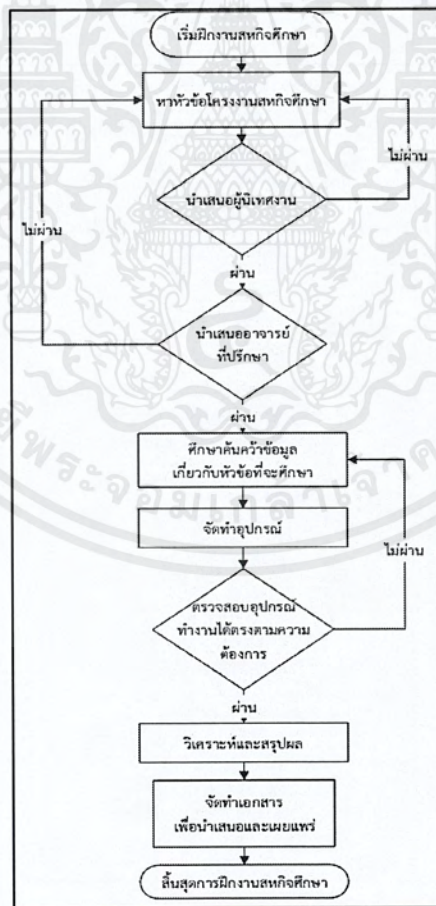 เริ่มฝึกงานสหกิจศึกษา
หาหัวข้อโครงงานสหกิจศึกษา
ไม่ผ่าน
นำเสนอผู้นิเทศงาน
ไม่ผ่าน
ผ่าน
นำเสนออาจารย์
ที่ปรึกษา
ผ่าน
ศึกษาค้นคว้าข้อมูล
เกี่ยวกับหัวข้อที่จะศึกษา
จัดทำอุปกรณ์
ไม่ผ่าน
ตรวจสอบอุปกรณ์
ทำงานได้ตรงตามความ
ต้องการ
ผ่าน
วิเคราะห์และสรุปผล
จัดทำเอกสาร
เพื่อนำเสนอและเผยแพร่
สิ้นสุดการฝึกงานสหกิจศึกษา